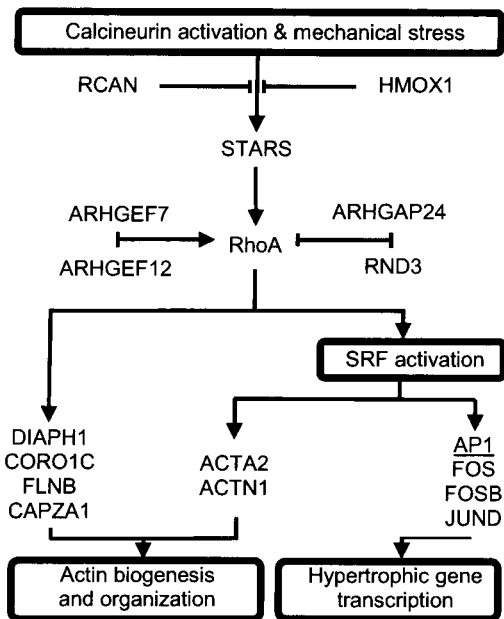 Calcineurin activation & mechanical stress
RCAN
HMOX1
STARS
ARHGEF7
ARHGAP24
RhoA
ARHGEF12
RND3
SRF activation
DIAPH1
CORO1C
FLNB
CAPZA1
ACTA2
ACTN1
AP1
FOS
FOSB
JUND
Actin biogenesis
and organization
Hypertrophic gene
transcription